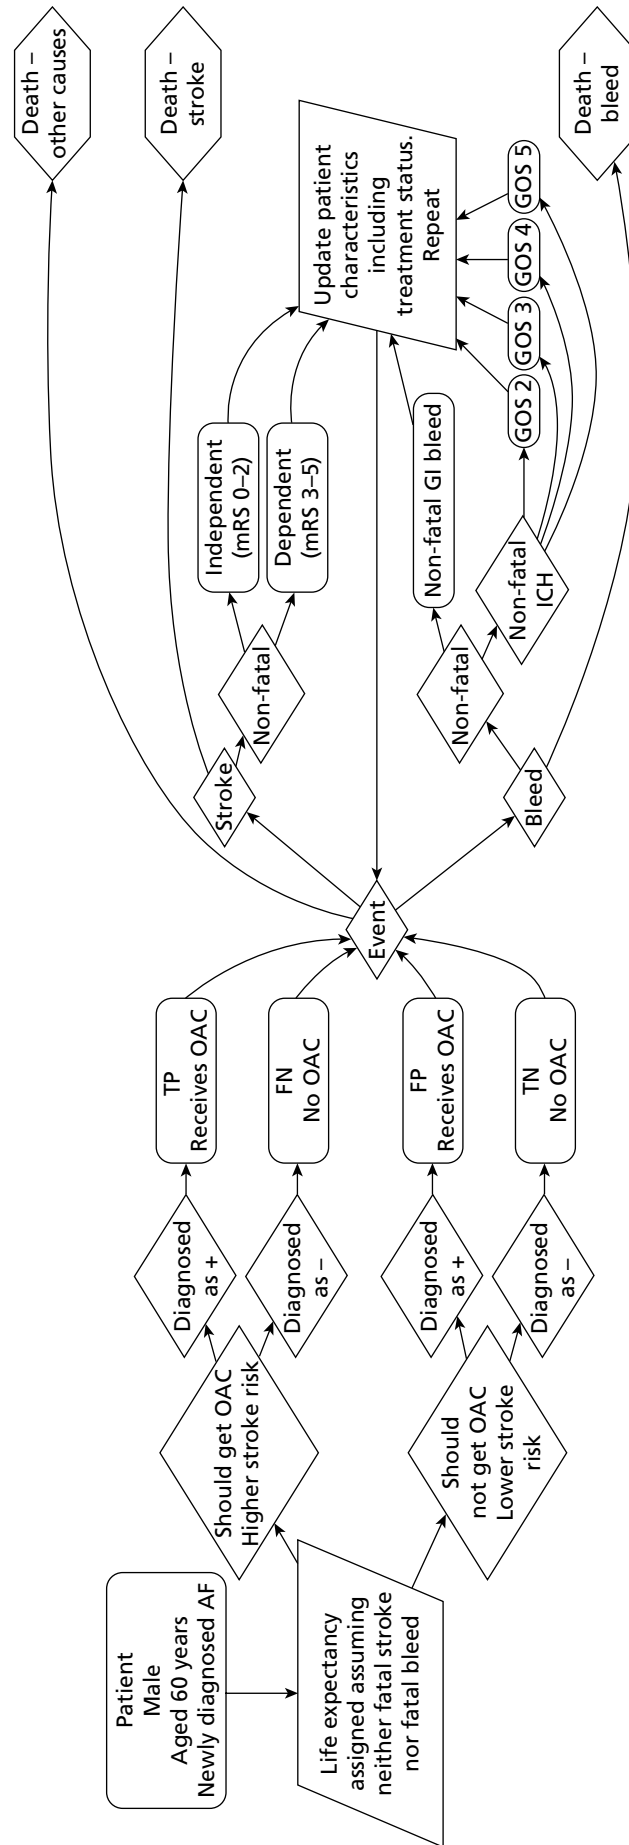 Patient
Male
Aged 60 years
Newly diagnosed AF
Life expectancy
assigned assuming
neither fatal stroke
nor fatal bleed
Should get OAC
Higher stroke risk
Should
not get OAC
Lower stroke
risk
Diagnosed
as +
Diagnosed
as –
Diagnosed
as +
Diagnosed
as –
TP
Receives OAC
FN
No OAC
FP
Receives OAC
TN
No OAC
Event
Stroke
Bleed
Non-fatal
Non-fatal
Independent
(mRS 0–2)
Dependent
(mRS 3–5)
Non-fatal GI bleed
Non-fatal
ICH
GOS 2
GOS 3
GOS 4
GOS 5
Update patient
characteristics
including
treatment status.
Repeat
Death –
other causes
Death –
stroke
Death –
bleed